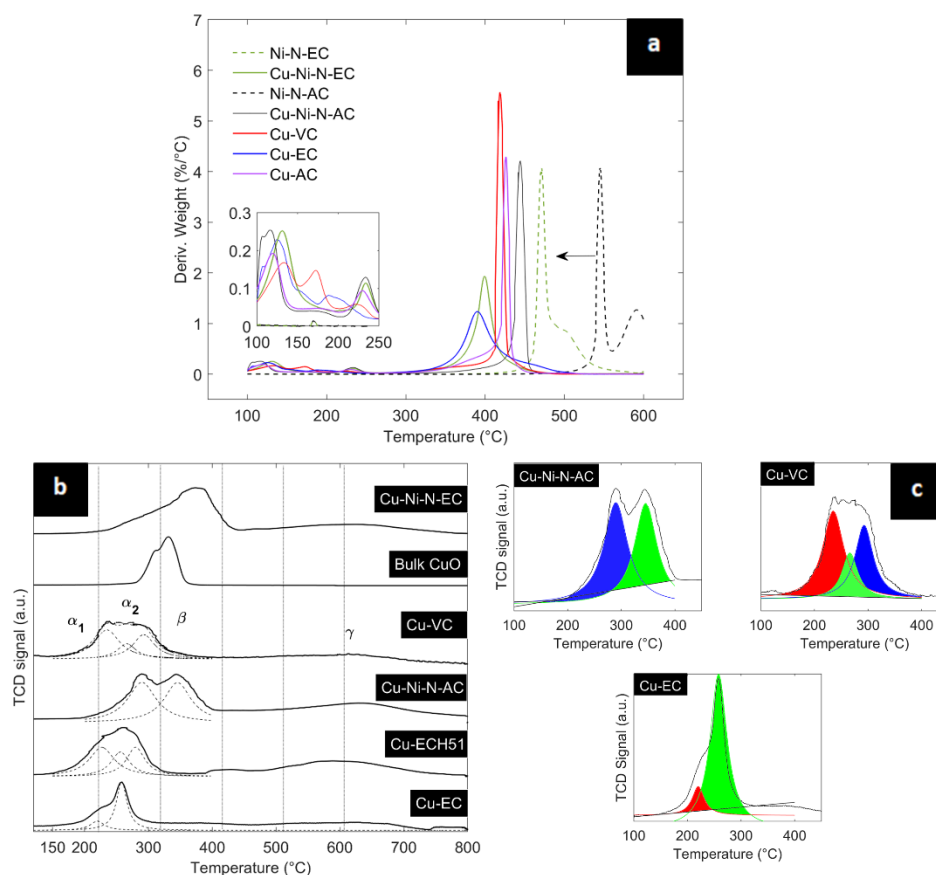 a
Ni-N-EC
Cu-Ni-N-EC
Ni-N-AC
Cu-Ni-N-AC
Cu-VC
Cu-EC
Cu-AC
Deriv. Weight (%/°C)
7
6
5
4
3
2
1
0
0.3
0.2
0.1
0
100 150 200 250
100 200 300 400 500 600
Temperature (°C)
b
Cu-Ni-N-EC
Bulk CuO
Cu-VC
α1 α2 β γ
Cu-Ni-N-AC
Cu-ECH51
Cu-EC
TCD signal (a.u.)
150 200 300 400 500 600 700 800
Temperature (°C)
c
Cu-Ni-N-AC
TCD signal (a.u.)
100 200 300 400
Temperature (°C)
Cu-VC
TCD signal (a.u.)
100 200 300 400
Temperature (°C)
Cu-EC
TCD Signal (a.u.)
100 200 300 400
Temperature (°C)